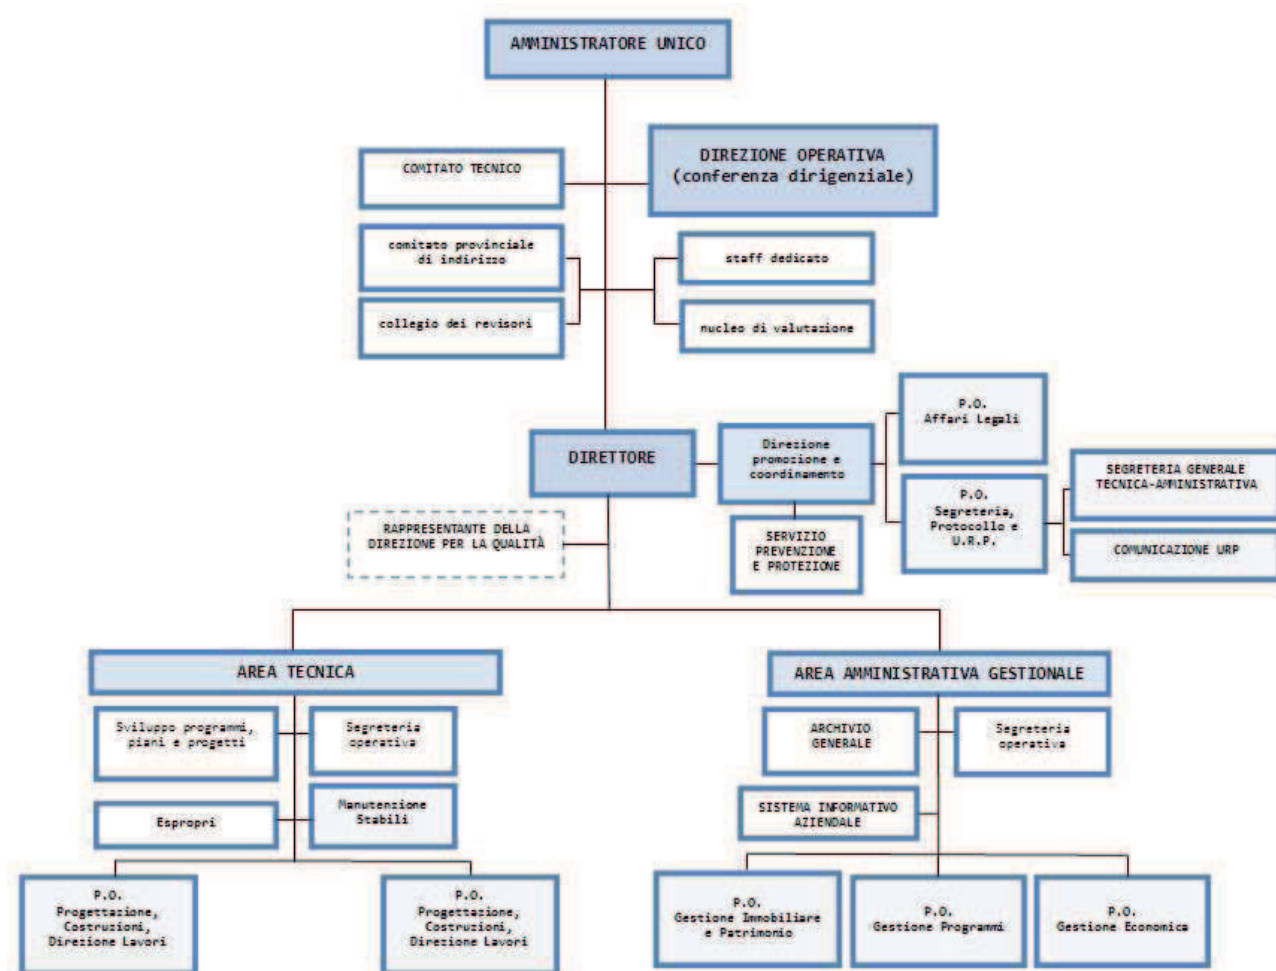 AMMINISTRATORE UNICO
COMITATO TECNICO
DIREZIONE OPERATIVA
(conferenza dirigenziale)
comitato provinciale
di indirizzo
staff dedicato
collegio dei revisori
nucleo di valutazione
DIRETTORE
Direzione
promozione e
coordinamento
P.O.
Affari Legali
P.O.
Segreteria,
Protocollo e
U.R.P.
SEGRETERIA GENERALE
TECNICA-AMMINISTRATIVA
COMUNICAZIONE URP
RAPPRESENTANTE DELLA
DIREZIONE PER LA QUALITÀ
SERVIZIO
PREVENZIONE
E PROTEZIONE
AREA TECNICA
Sviluppo programmi,
piani e progetti
Segreteria
operativa
Espropri
Manutenzione
Stabili
P.O.
Progettazione,
Costruzioni,
Direzione Lavori
P.O.
Progettazione,
Costruzioni,
Direzione Lavori
AREA AMMINISTRATIVA GESTIONALE
ARCHIVIO
GENERALE
Segreteria
operativa
SISTEMA INFORMATIVO
AZIENDALE
P.O.
Gestione Immobiliare
e Patrimonio
P.O.
Gestione Programmi
P.O.
Gestione Economica